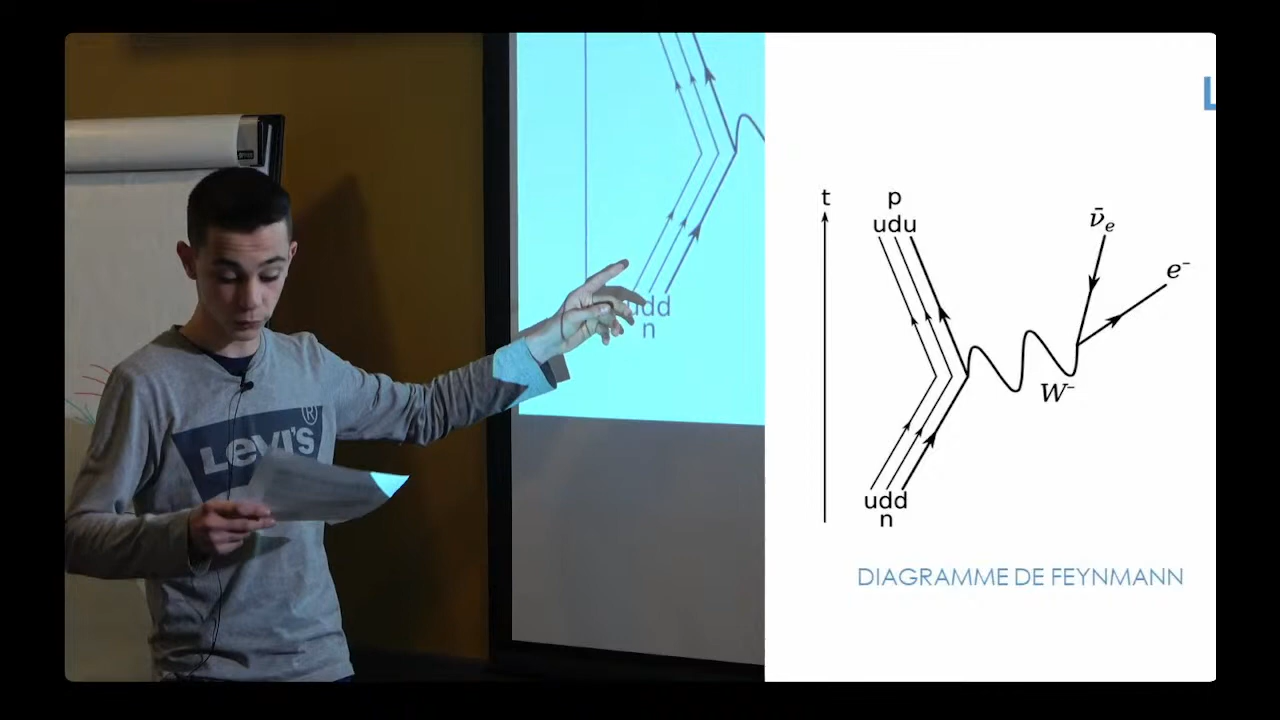 LEVI'S®
udd
n
L
t
p
udu
ν̄e
e⁻
W⁻
udd
n
DIAGRAMME DE FEYNMANN